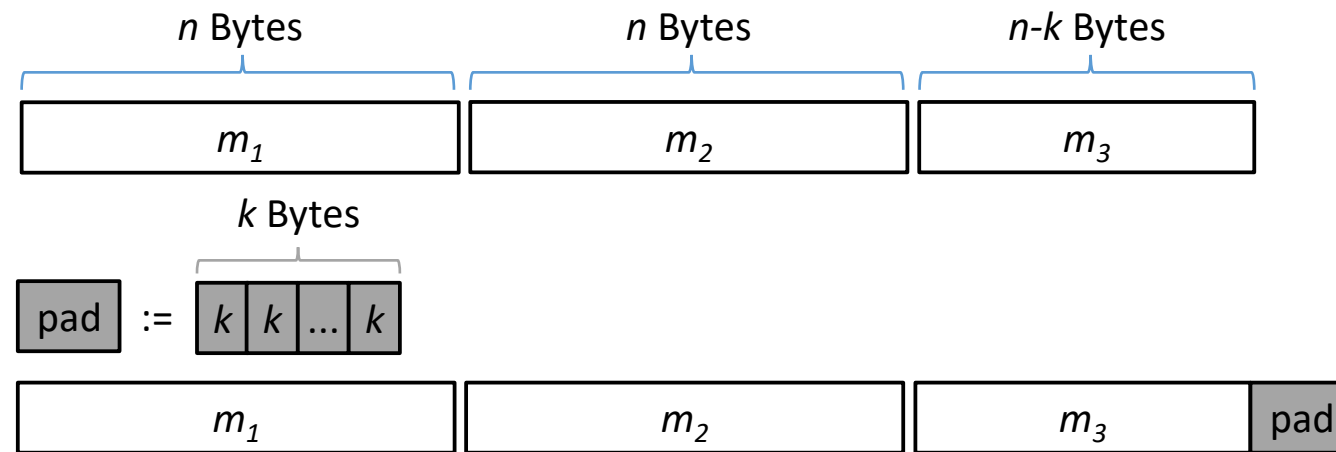 n Bytes n Bytes n-k Bytes
m1 m2 m3
k Bytes
pad := k k ... k
m1 m2 m3 pad